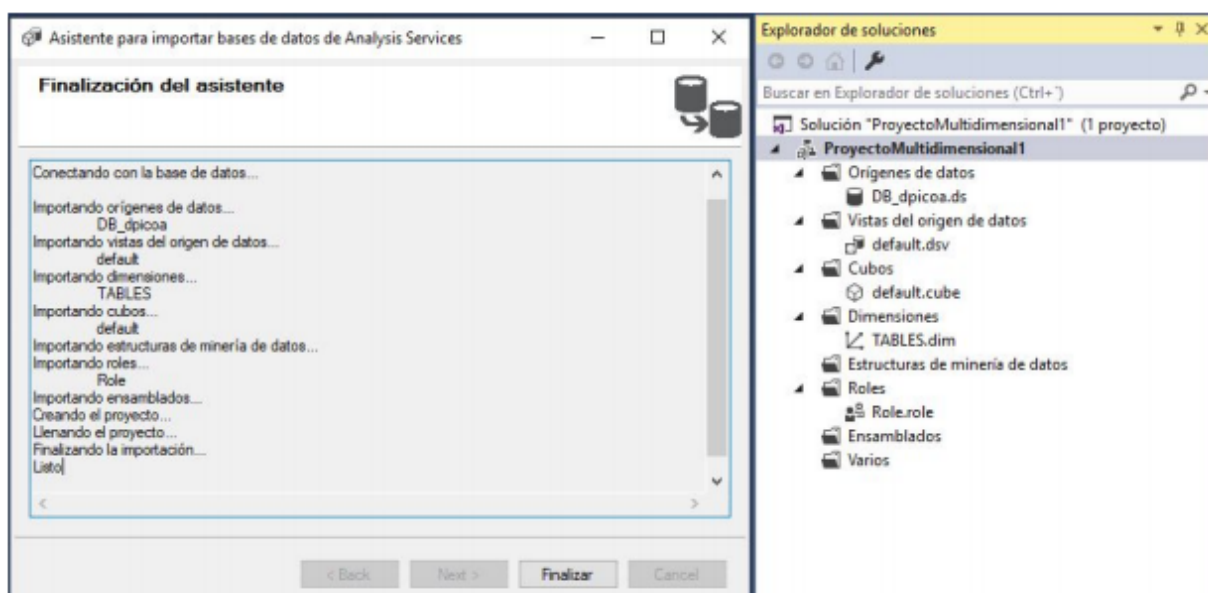 Asistente para importar bases de datos de Analysis Services
Finalización del asistente
Conectando con la base de datos...
Importando orígenes de datos...
DB_dpicoa
Importando vistas del origen de datos...
default
Importando dimensiones...
TABLES
Importando cubos...
default
Importando estructuras de minería de datos...
Importando roles...
Role
Importando ensamblados...
Creando el proyecto...
Llenando el proyecto...
Finalizando la importación...
Listo
< Back
Next >
Finalizar
Cancel
Explorador de soluciones
Buscar en Explorador de soluciones (Ctrl+`)
Solución "ProyectoMultidimensional1" (1 proyecto)
ProyectoMultidimensional1
Orígenes de datos
DB_dpicoa.ds
Vistas del origen de datos
default.dsv
Cubos
default.cube
Dimensiones
TABLES.dim
Estructuras de minería de datos
Roles
Role.role
Ensamblados
Varios